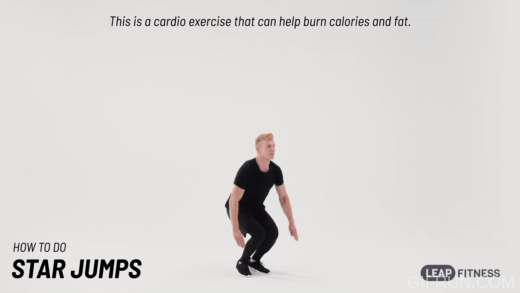 This is a cardio exercise that can help burn calories and fat.
HOW TO DO
STAR JUMPS
LEAP FITNESS
GIFRUN.COM